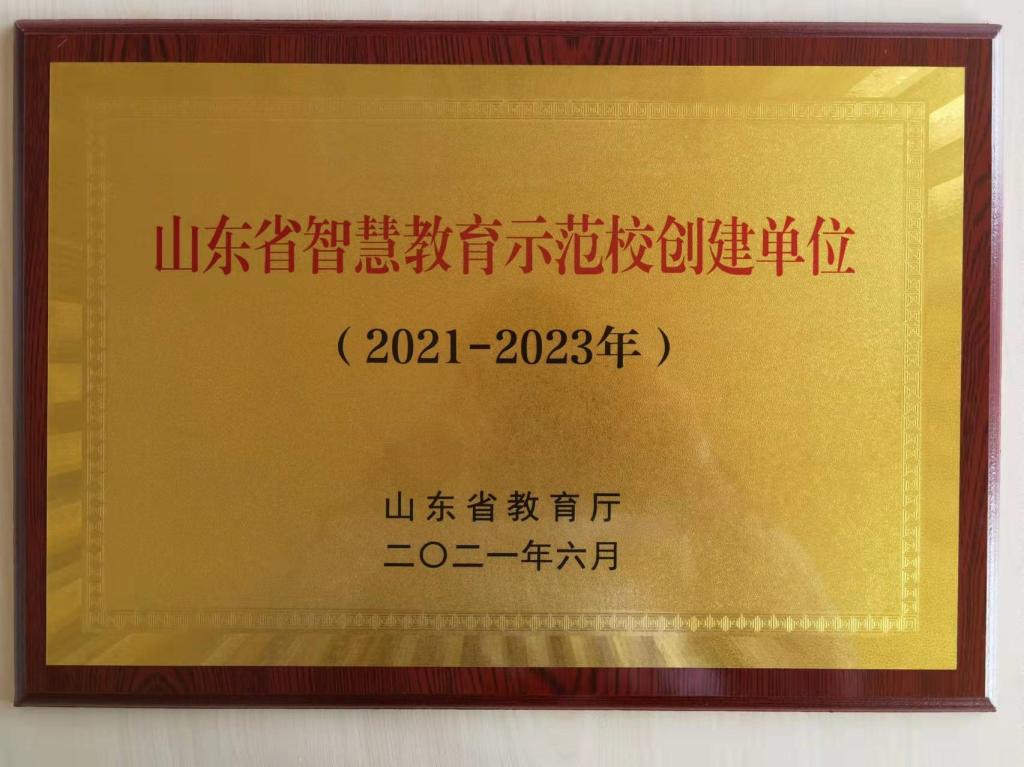 山东省智慧教育示范校创建单位
（2021-2023年）
山东省教育厅
二〇二一年六月